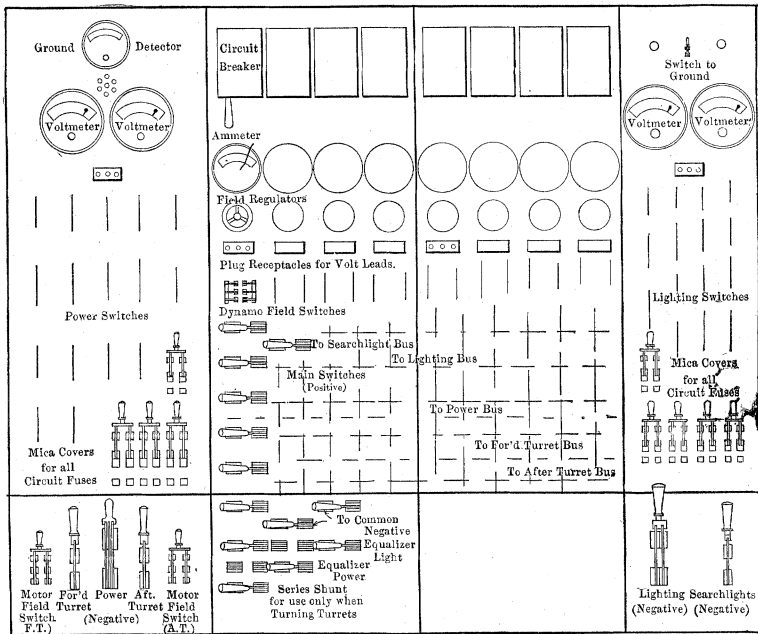 Ground Detector
Voltmeter Voltmeter
Power Switches
Mica Covers
for all
Circuit Fuses
Circuit
Breaker
Ammeter
Field Regulators
Plug Receptacles for Volt Leads.
Dynamo Field Switches
To Searchlight Bus
To Lighting Bus
Main Switches
(Positive)
To Power Bus
To For'd Turret Bus
To After Turret Bus
Switch to
Ground
Voltmeter Voltmeter
Lighting Switches
Mica Covers
for all
Circuit Fuses
Motor
Field
Switch
F.T.)
For'd
Turret
Power
(Negative)
Aft.
Turret
Motor
Field
Switch
(A.T.)
To Common
Negative
Equalizer
Light
Equalizer
Power
Series Shunt
for use only when
Turning Turrets
Lighting
(Negative)
Searchlights
(Negative)